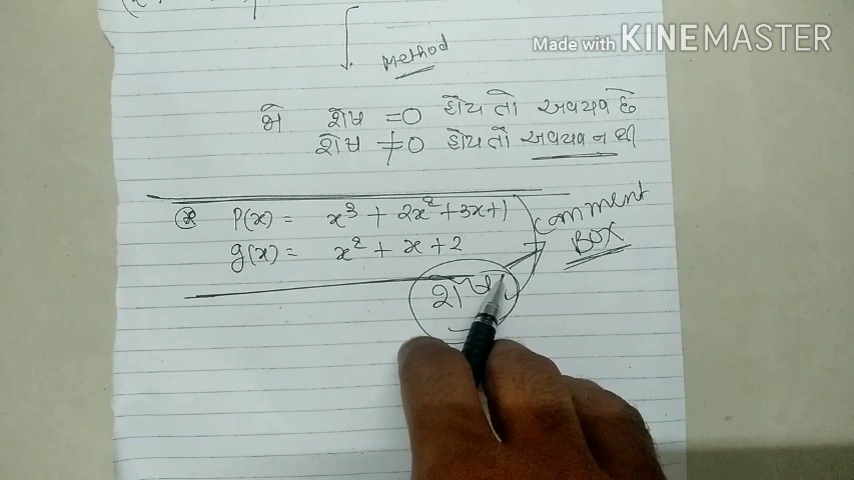 Made with KINEMASTER
Method
જો શેષ =0 હોય તો અવયવ છે
શેષ ≠0 હોય તો અવયવ નથી
P(x) = x³ + 2x² + 3x + 1
g(x) = x² + x + 2
Comment
BOX
શેષ